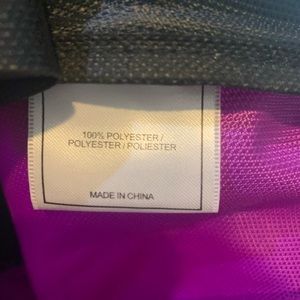 100% POLYESTER /
POLYESTER / POLIESTER
MADE IN CHINA